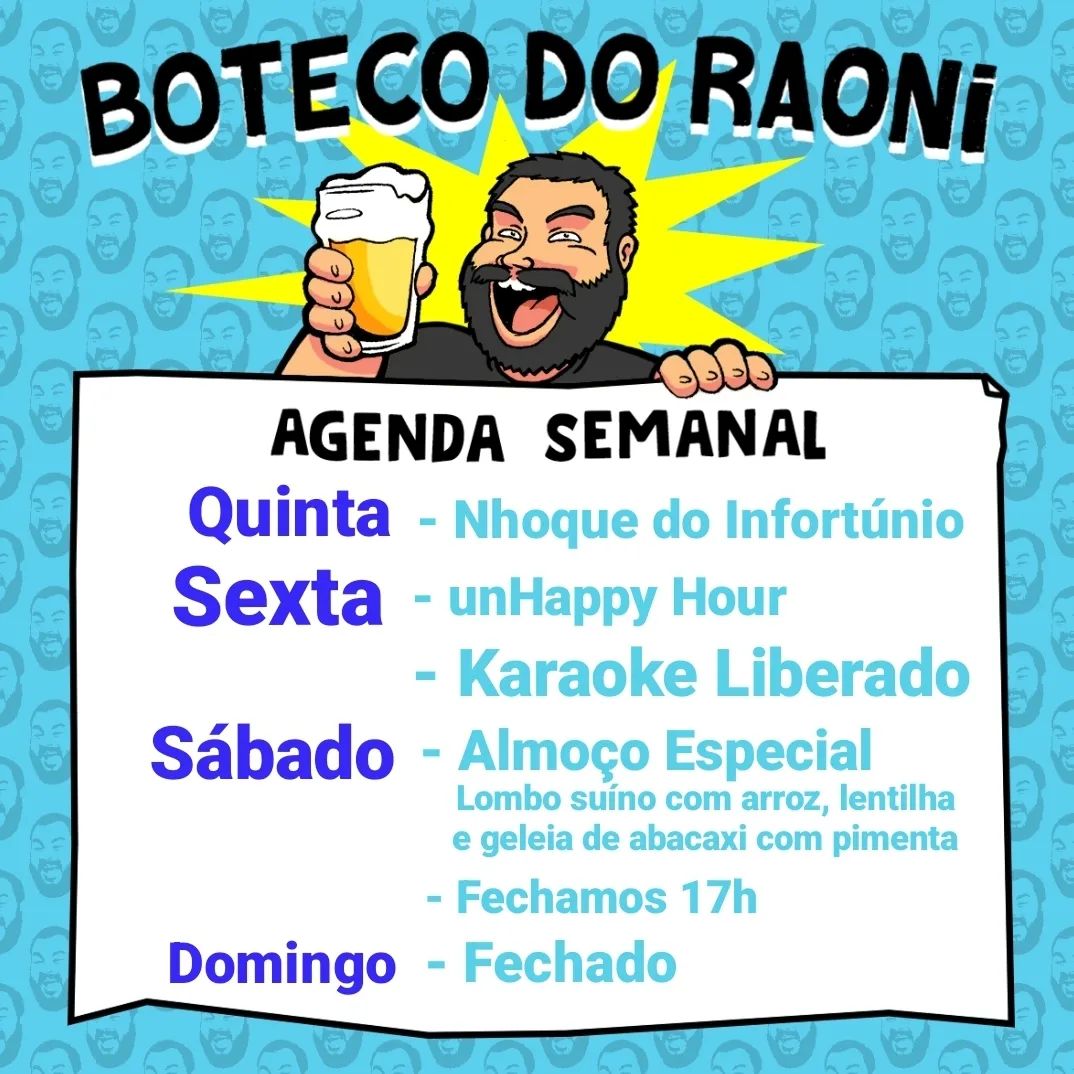 BOTECO DO RAONi
AGENDA SEMANAL
Quinta - Nhoque do Infortúnio
Sexta - unHappy Hour
- Karaoke Liberado
Sábado - Almoço Especial
Lombo suíno com arroz, lentilha
e geleia de abacaxi com pimenta
- Fechamos 17h
Domingo - Fechado